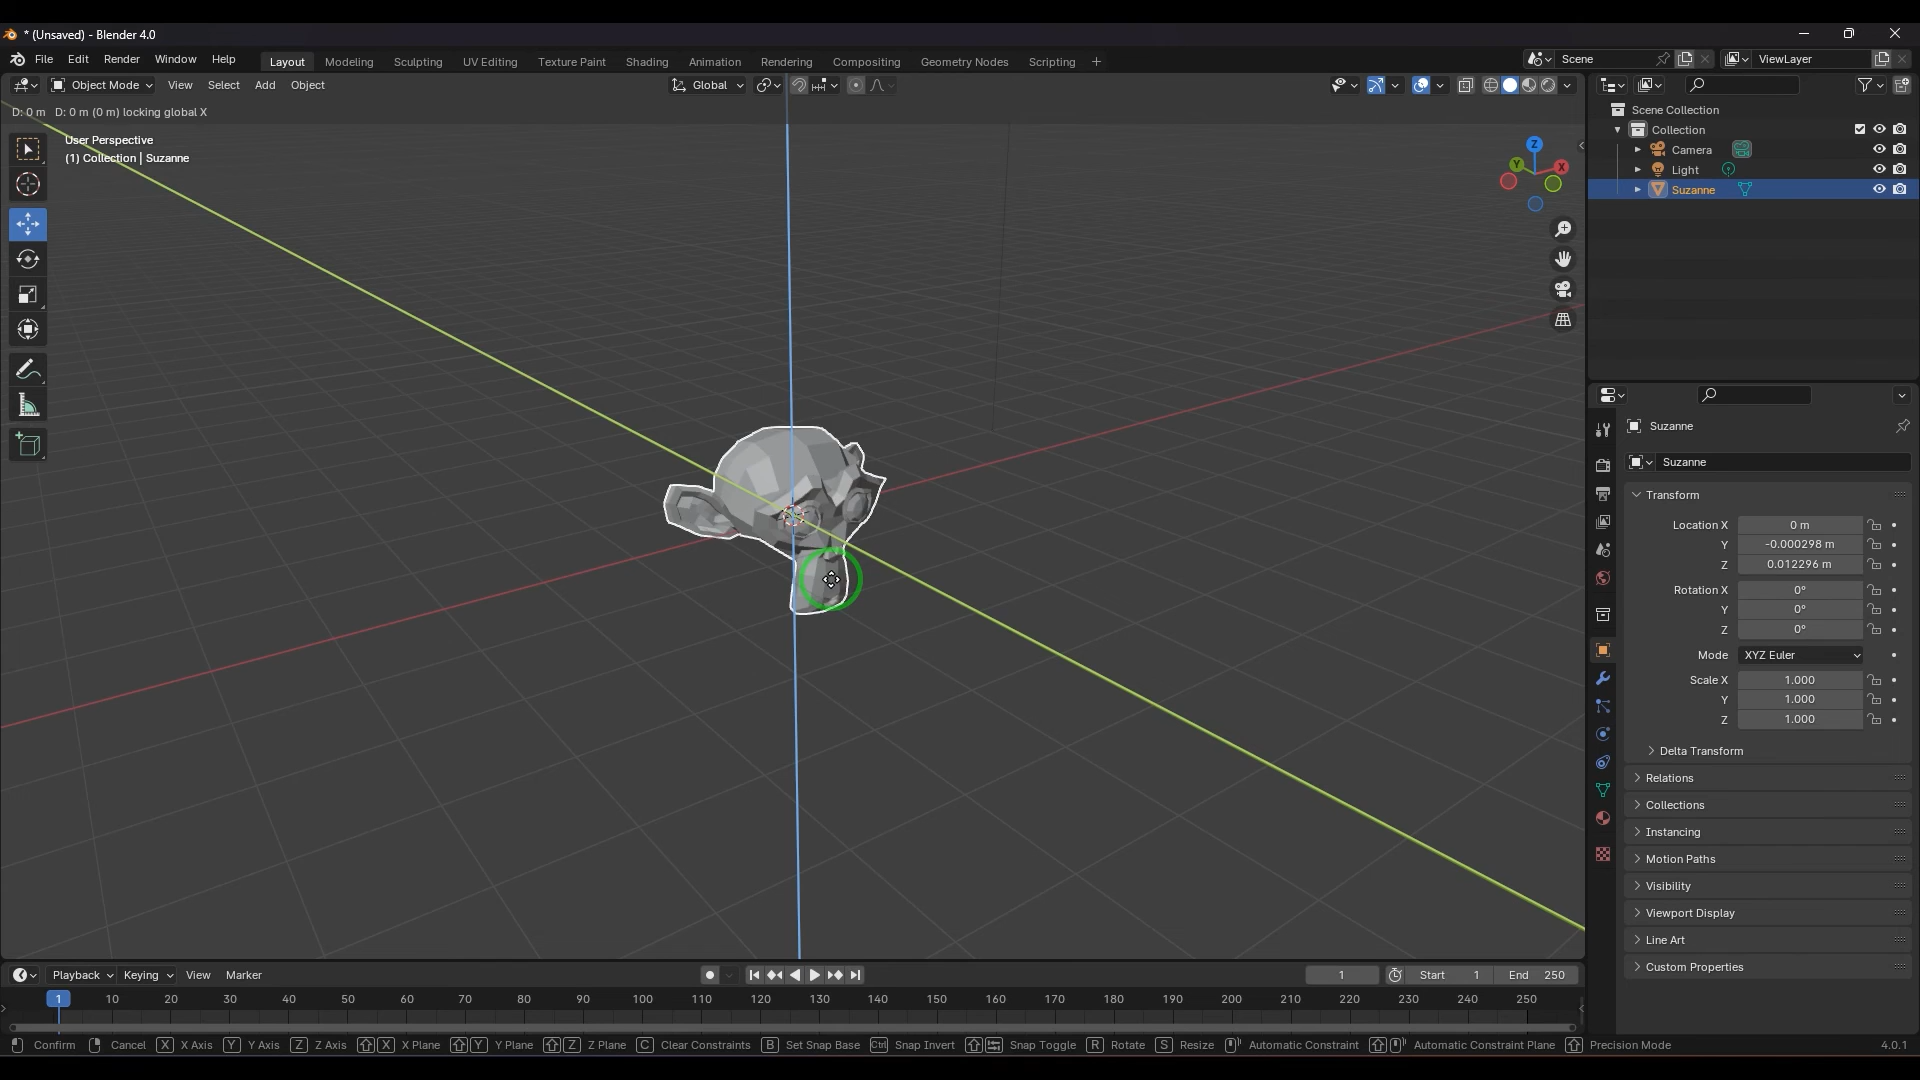 * (Unsaved) - Blender 4.0
File Edit Render Window Help Layout Modeling Sculpting UV Editing Texture Paint Shading Animation Rendering Compositing Geometry Nodes Scripting + Scene ViewLayer
Object Mode View Select Add Object Global
D: 0 m D: 0 m (0 m) locking global X
User Perspective
(1) Collection | Suzanne
Z
Y X
Scene Collection
Collection
Camera
Light
Suzanne
Suzanne
Suzanne
Transform
Location X 0 m
Y -0.000298 m
Z 0.012296 m
Rotation X 0°
Y 0°
Z 0°
Mode XYZ Euler
Scale X 1.000
Y 1.000
Z 1.000
Delta Transform
Relations
Collections
Instancing
Motion Paths
Visibility
Viewport Display
Line Art
Custom Properties
Playback Keying View Marker 1 Start 1 End 250
1 10 20 30 40 50 60 70 80 90 100 110 120 130 140 150 160 170 180 190 200 210 220 230 240 250
Confirm Cancel X X Axis Y Y Axis Z Z Axis X X Plane Y Y Plane Z Z Plane C Clear Constraints B Set Snap Base Ctrl Snap Invert Snap Toggle R Rotate S Resize Automatic Constraint Automatic Constraint Plane Precision Mode 4.0.1